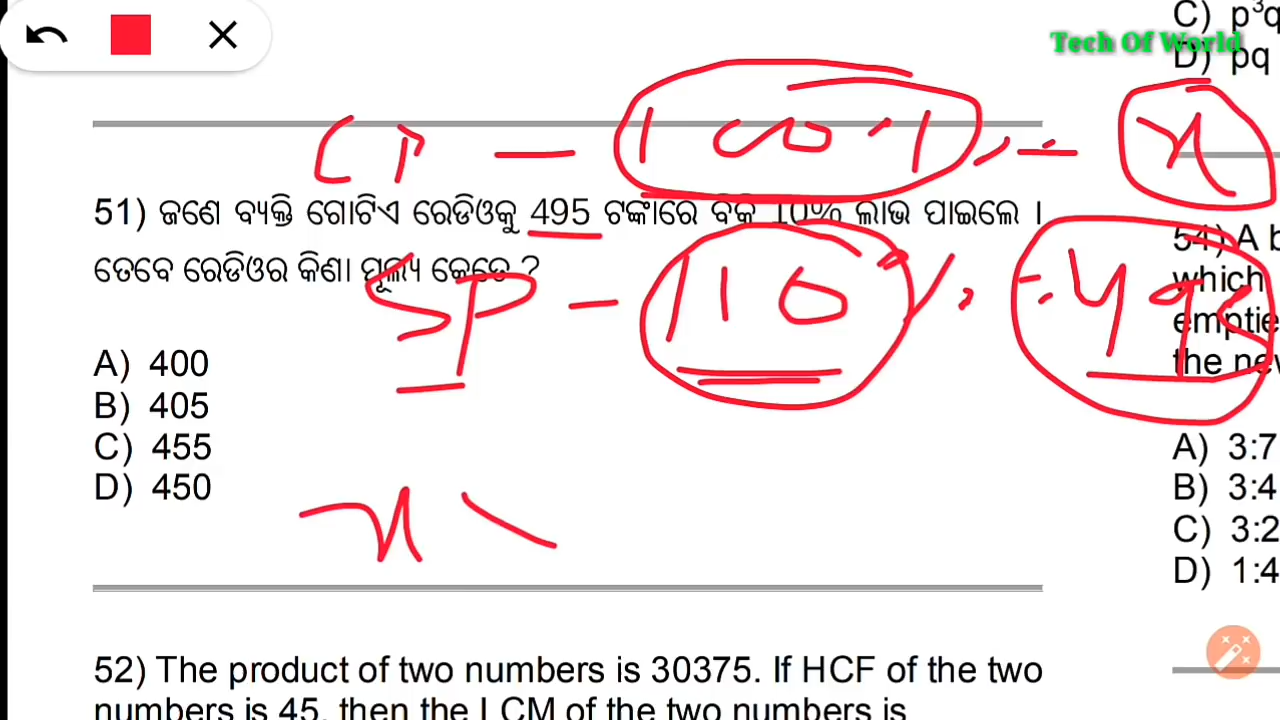 C) p³q
Tech Of World
D) pq
CP – 100% := x
51) ଜଣେ ବ୍ୟକ୍ତି ଗୋଟିଏ ରେଡିଓକୁ 495 ଟଙ୍କାରେ ବିକି 10% ଲାଭ ପାଇଲେ ।
ତେବେ ରେଡିଓର କିଣା ମୂଲ୍ୟ କେତେ ?
SP – 110% := 495
A) 400
B) 405
C) 455
D) 450
x
52) The product of two numbers is 30375. If HCF of the two
numbers is 45, then the LCM of the two numbers is
54) A b
which
emptie
the new
A) 3:7
B) 3:4
C) 3:2
D) 1:4